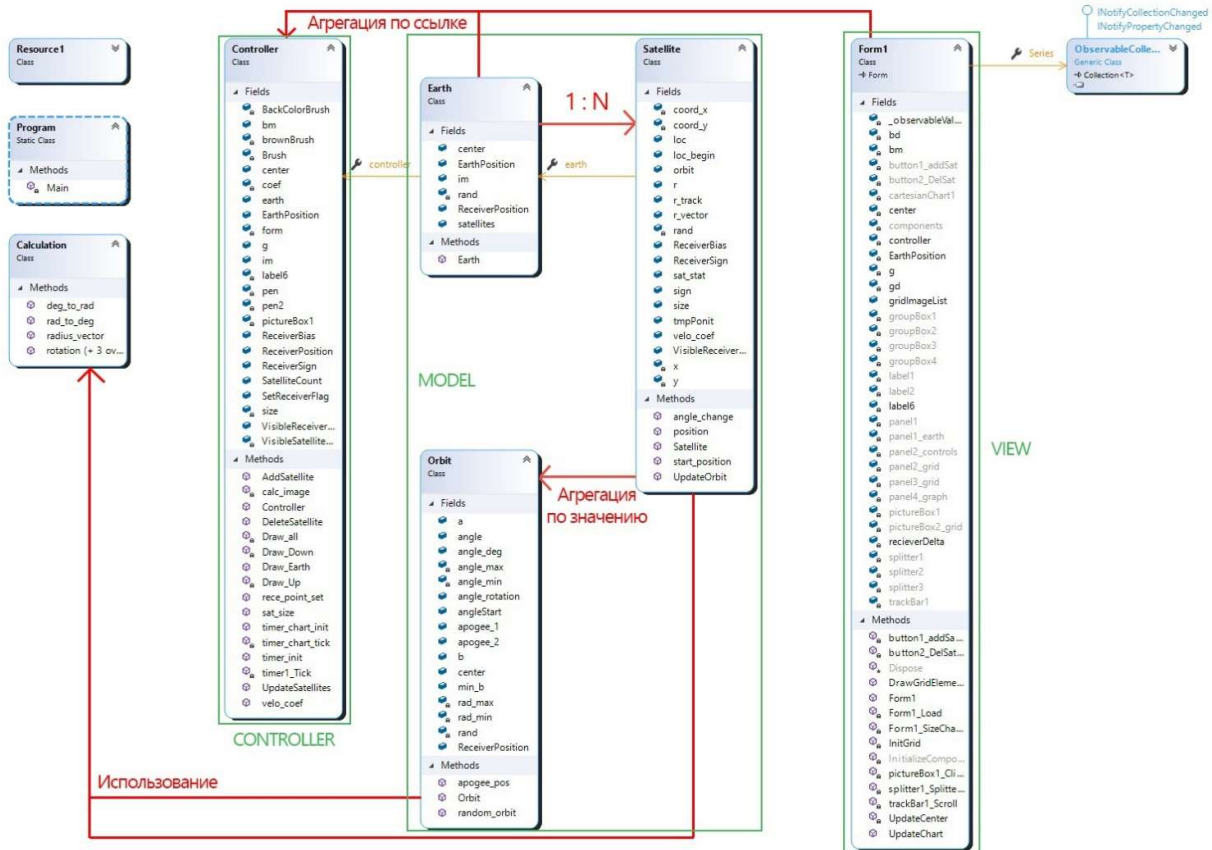 Агрегация по ссылке
INotifyCollectionChanged
INotifyPropertyChanged
Resource1
Class
Program
Static Class
Methods
Main
Calculation
Class
Methods
deg_to_rad
rad_to_deg
radius_vector
rotation (+ 3 ov...
Controller
Class
Fields
BackColorBrush
bm
brownBrush
Brush
center
coef
earth
EarthPosition
form
g
im
label6
pen
pen2
pictureBox1
ReceiverBias
ReceiverPosition
ReceiverSign
SatelliteCount
SetReceiverFlag
size
VisibleReceiver...
VisibleSatellite...
Methods
AddSatellite
calc_image
Controller
DeleteSatellite
Draw_all
Draw_Down
Draw_Earth
Draw_Up
rece_point_set
sat_size
timer_chart_init
timer_chart_tick
timer_init
timer1_Tick
UpdateSatellites
velo_coef
CONTROLLER
controller
Earth
Class
Fields
center
EarthPosition
im
rand
ReceiverPosition
satellites
Methods
Earth
1 : N
earth
MODEL
Orbit
Class
Fields
a
angle
angle_deg
angle_max
angle_min
angle_rotation
angleStart
apogee_1
apogee_2
b
center
min_b
rad_max
rad_min
rand
ReceiverPosition
Methods
apogee_pos
Orbit
random_orbit
Агрегация
по значению
Использование
Satellite
Class
Fields
coord_x
coord_y
loc
loc_begin
orbit
r
r_track
r_vector
rand
ReceiverBias
ReceiverSign
sat_stat
sign
size
tmpPonit
velo_coef
VisibleReceiver...
x
y
Methods
angle_change
position
Satellite
start_position
UpdateOrbit
Form1
Class
Form
Fields
_observableVal...
bd
bm
button1_addSat
button2_DelSat
cartesianChart1
center
components
controller
EarthPosition
g
gd
gridImageList
groupBox1
groupBox2
groupBox3
groupBox4
label1
label2
label6
panel1
panel1_earth
panel2_controls
panel2_grid
panel3_grid
panel4_graph
pictureBox1
pictureBox2_grid
recieverDelta
splitter1
splitter2
splitter3
trackBar1
Methods
button1_addSa...
button2_DelSat...
Dispose
DrawGridEleme...
Form1
Form1_Load
Form1_SizeCha...
InitGrid
InitializeCompo...
pictureBox1_Cli...
splitter1_Splitte...
trackBar1_Scroll
UpdateCenter
UpdateChart
VIEW
Series
ObservableColle...
Generic Class
Collection<T>